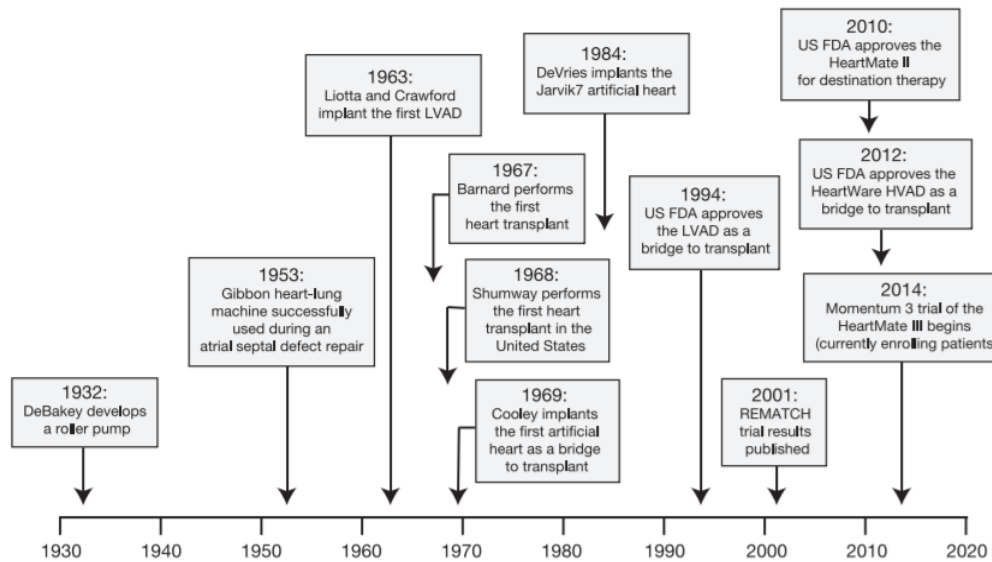 1932:
DeBakey develops
a roller pump
1953:
Gibbon heart-lung
machine successfully
used during an
atrial septal defect repair
1963:
Liotta and Crawford
implant the first LVAD
1967:
Barnard performs
the first
heart transplant
1968:
Shumway performs
the first heart
transplant in the
United States
1969:
Cooley implants
the first artificial
heart as a bridge
to transplant
1984:
DeVries implants the
Jarvik7 artificial heart
1994:
US FDA approves
the LVAD as a
bridge to transplant
2001:
REMATCH
trial results
published
2010:
US FDA approves the
HeartMate II
for destination therapy
2012:
US FDA approves the
HeartWare HVAD as a
bridge to transplant
2014:
Momentum 3 trial of the
HeartMate III begins
(currently enrolling patients
1930 1940 1950 1960 1970 1980 1990 2000 2010 2020